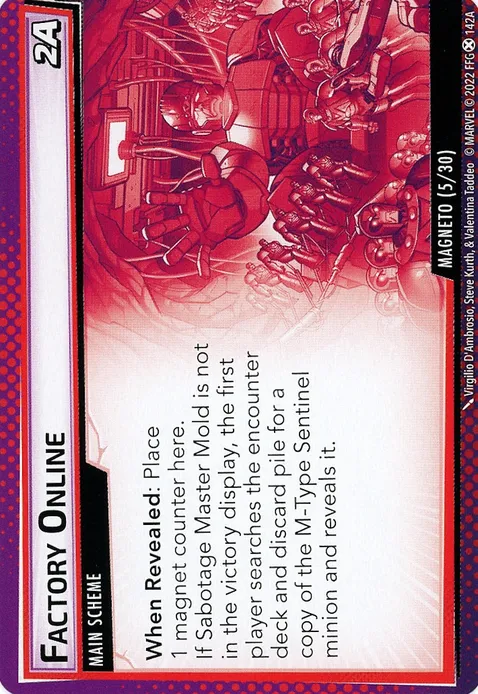 FACTORY ONLINE
2A
MAIN SCHEME
When Revealed: Place
1 magnet counter here.
If Sabotage Master Mold is not
in the victory display, the first
player searches the encounter
deck and discard pile for a
copy of the M-Type Sentinel
minion and reveals it.
MAGNETO (5/30)
Virgilio D'Ambrosio, Steve Kurth, & Valentina Taddeo © MARVEL © 2022 FFG 142A